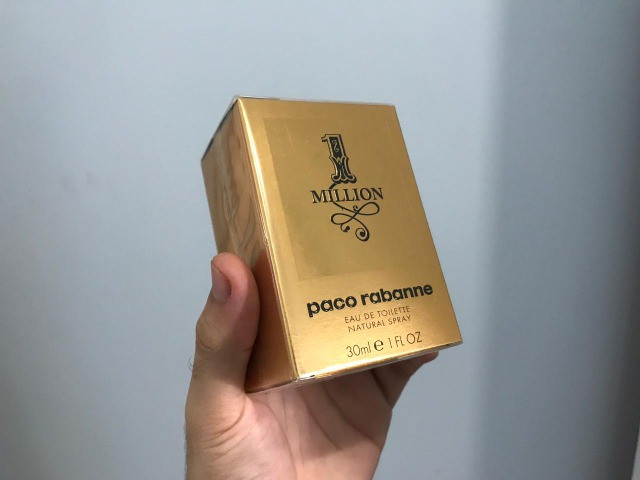 1
MILLION
paco rabanne
EAU DE TOILETTE
NATURAL SPRAY
30ml e 1 FL OZ